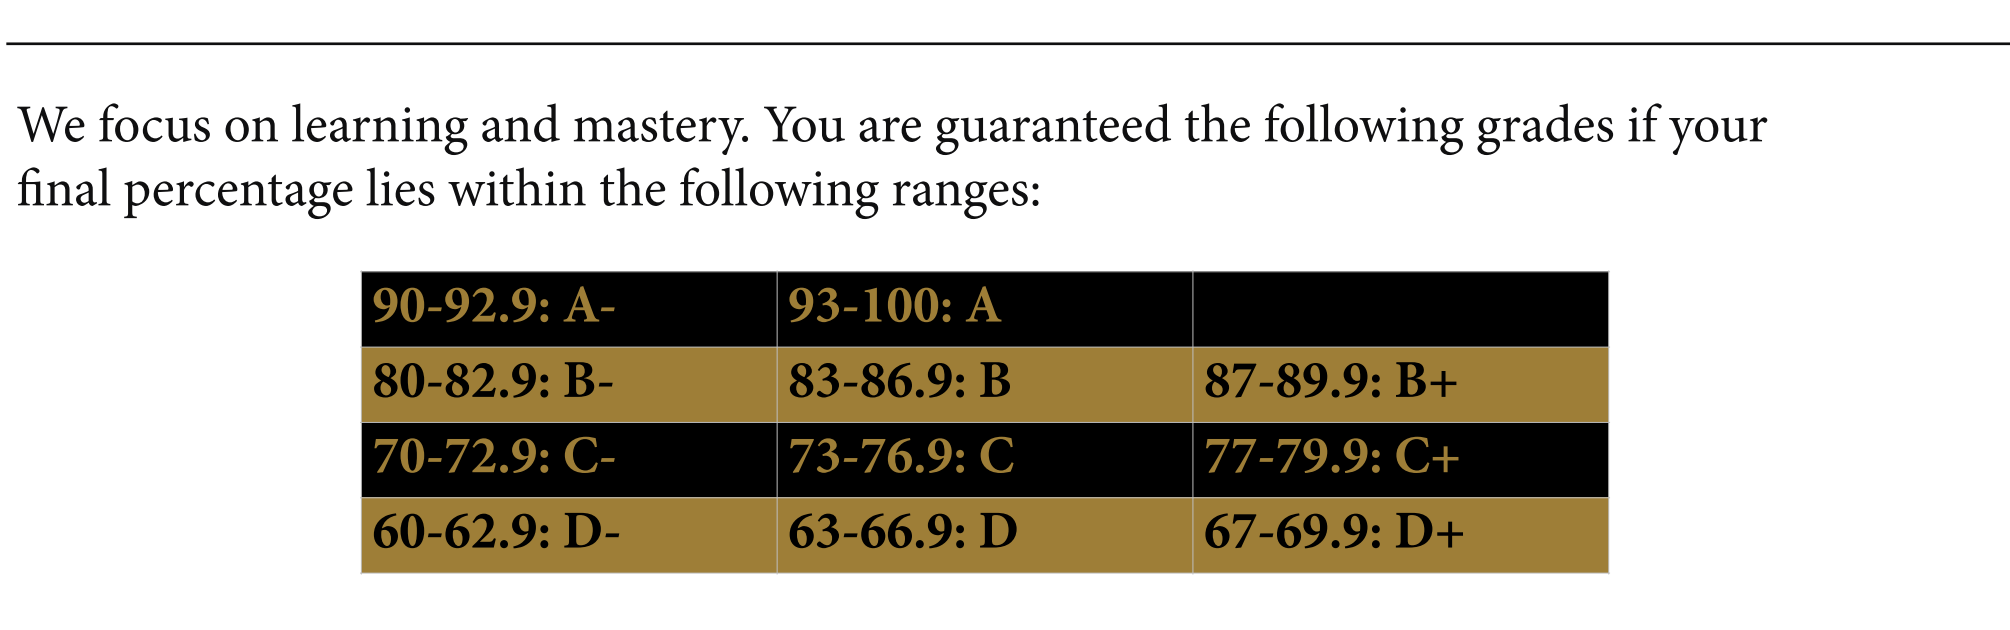 We focus on learning and mastery. You are guaranteed the following grades if your
final percentage lies within the following ranges:
90-92.9: A- 93-100: A
80-82.9: B- 83-86.9: B 87-89.9: B+
70-72.9: C- 73-76.9: C 77-79.9: C+
60-62.9: D- 63-66.9: D 67-69.9: D+